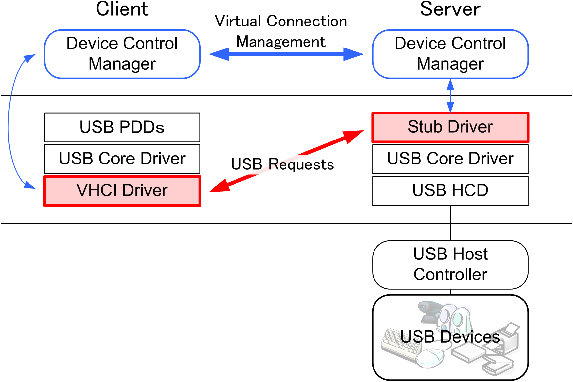 Client
Server
Virtual Connection
Management
Device Control
Manager
Device Control
Manager
USB PDDs
USB Core Driver
VHCI Driver
USB Requests
Stub Driver
USB Core Driver
USB HCD
USB Host
Controller
USB Devices